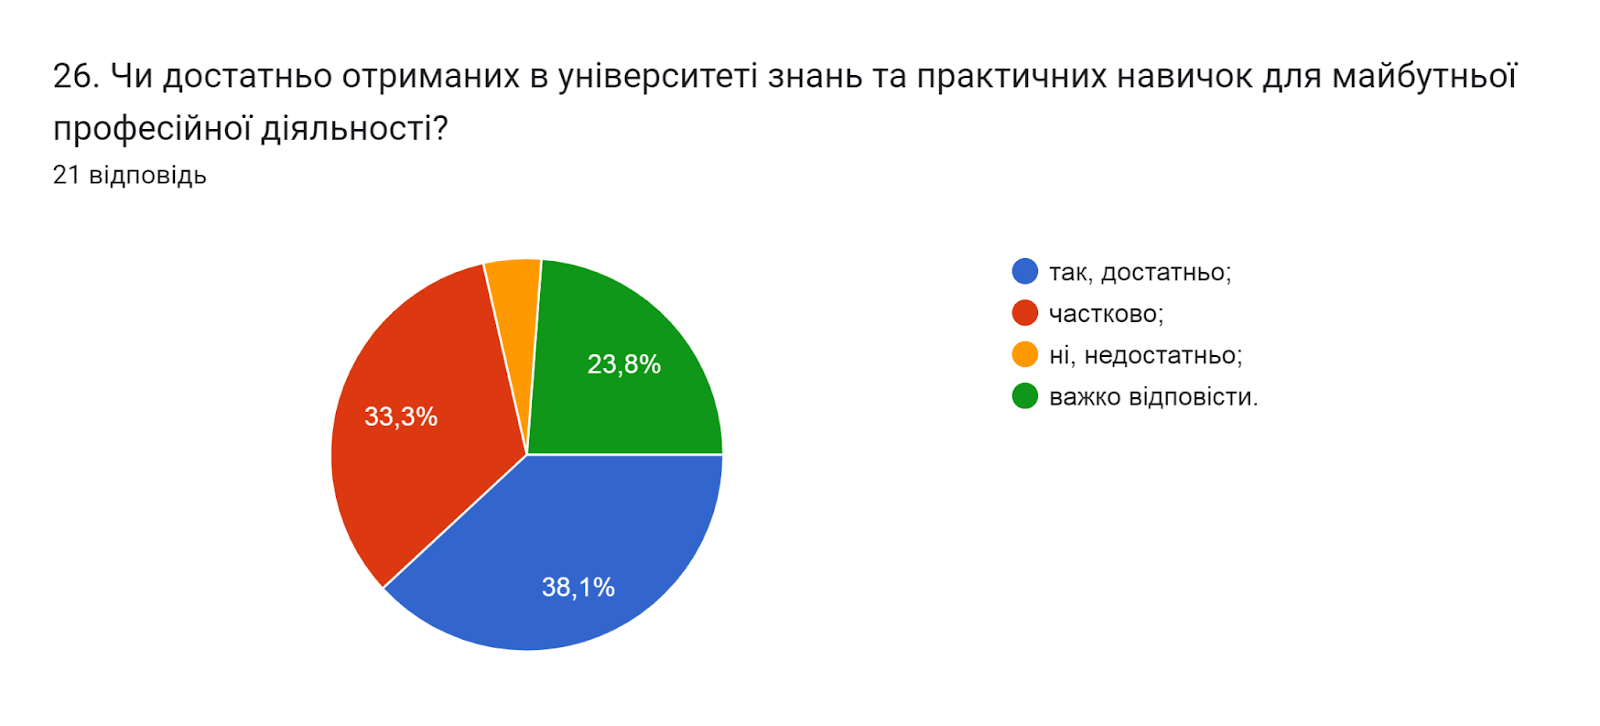 26. Чи достатньо отриманих в університеті знань та практичних навичок для майбутньої
професійної діяльності?
21 відповідь
так, достатньо;
частково;
ні, недостатньо;
важко відповісти.
23,8%
33,3%
38,1%